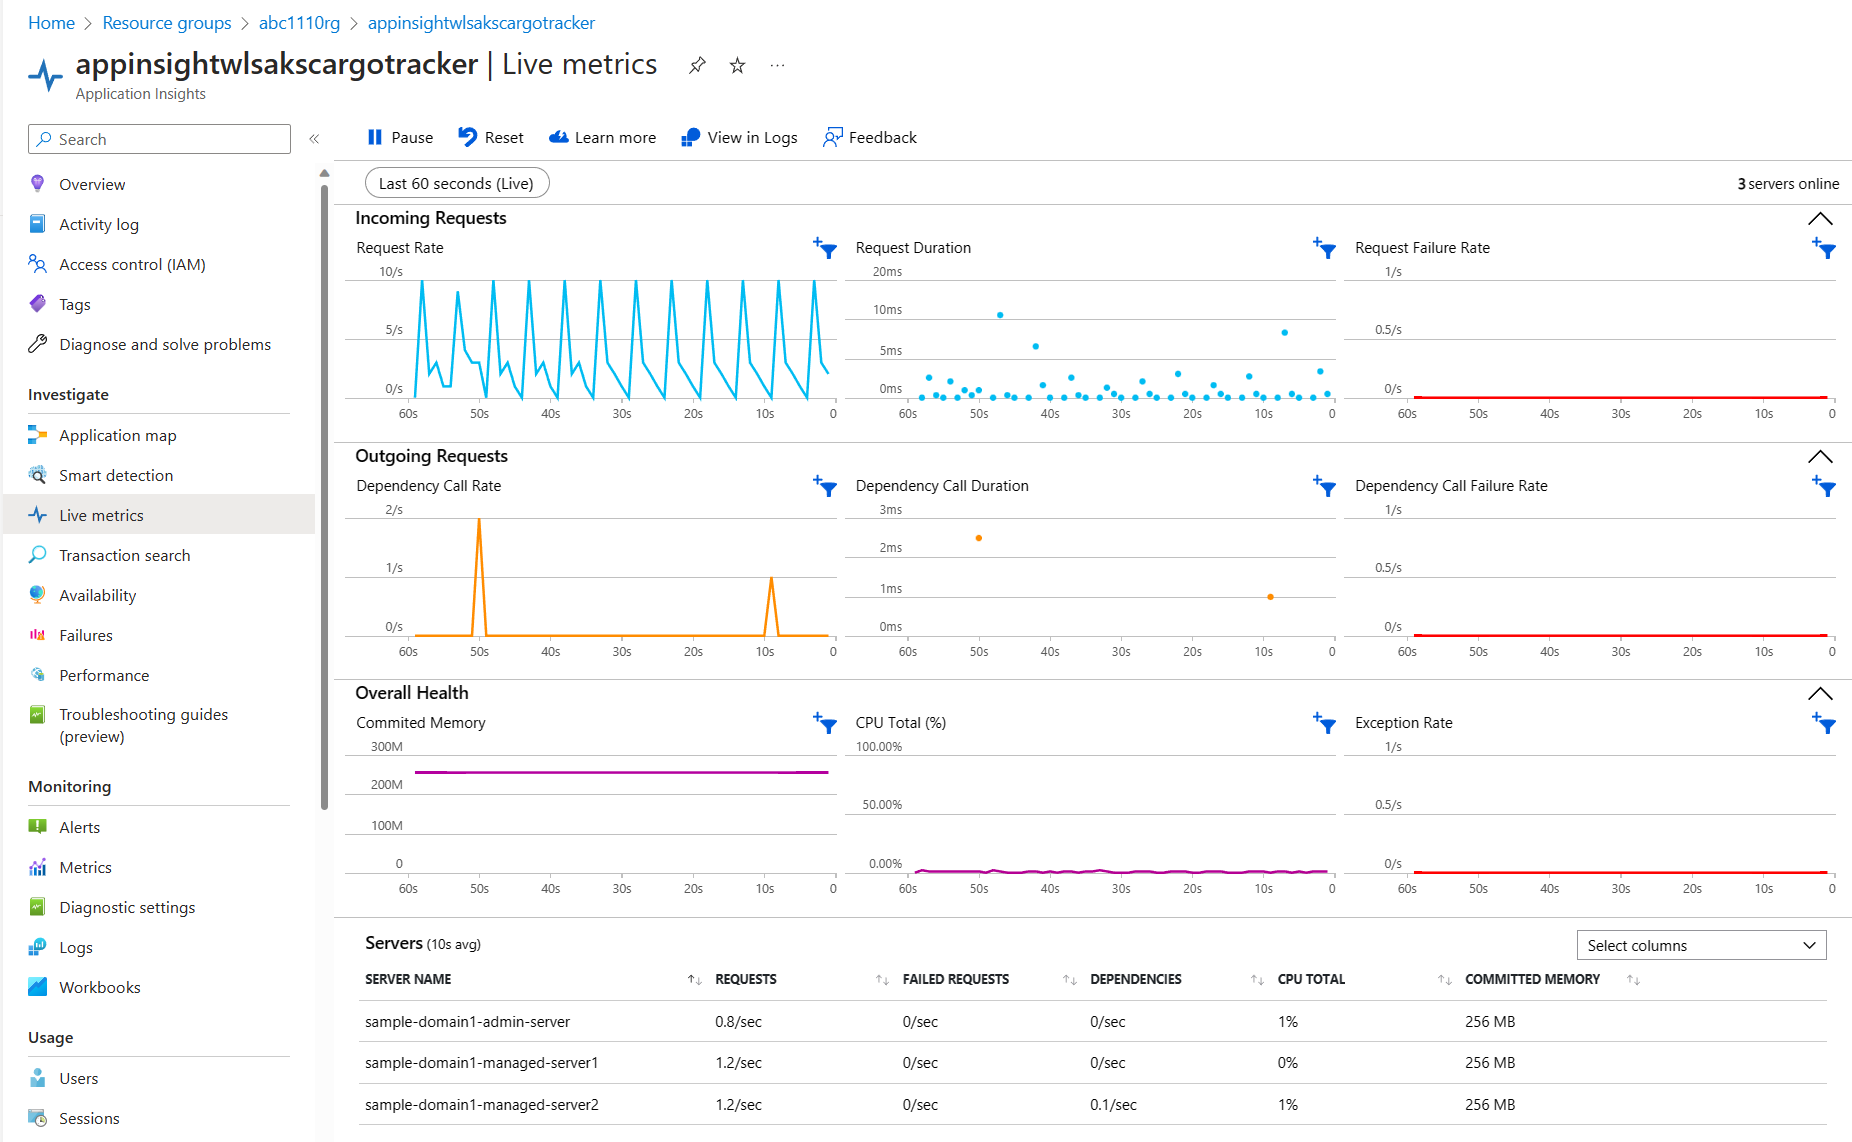 Home > Resource groups > abc1110rg > appinsightwlsakscargotracker
appinsightwlsakscargotracker | Live metrics ...
Application Insights
Search «
Pause Reset Learn more View in Logs Feedback
Last 60 seconds (Live) 3 servers online
Overview
Activity log
Access control (IAM)
Tags
Diagnose and solve problems
Investigate
Application map
Smart detection
Live metrics
Transaction search
Availability
Failures
Performance
Troubleshooting guides
(preview)
Monitoring
Alerts
Metrics
Diagnostic settings
Logs
Workbooks
Usage
Users
Sessions
Incoming Requests
Request Rate
10/s
5/s
0/s
60s 50s 40s 30s 20s 10s 0
Request Duration
20ms
10ms
5ms
0ms
60s 50s 40s 30s 20s 10s 0
Request Failure Rate
1/s
0.5/s
0/s
60s 50s 40s 30s 20s 10s 0
Outgoing Requests
Dependency Call Rate
2/s
1/s
0/s
60s 50s 40s 30s 20s 10s 0
Dependency Call Duration
3ms
2ms
1ms
0ms
60s 50s 40s 30s 20s 10s 0
Dependency Call Failure Rate
1/s
0.5/s
0/s
60s 50s 40s 30s 20s 10s 0
Overall Health
Commited Memory
300M
200M
100M
0
60s 50s 40s 30s 20s 10s 0
CPU Total (%)
100.00%
50.00%
0.00%
60s 50s 40s 30s 20s 10s 0
Exception Rate
1/s
0.5/s
0/s
60s 50s 40s 30s 20s 10s 0
Servers (10s avg) Select columns
SERVER NAME REQUESTS FAILED REQUESTS DEPENDENCIES CPU TOTAL COMMITTED MEMORY
sample-domain1-admin-server 0.8/sec 0/sec 0/sec 1% 256 MB
sample-domain1-managed-server1 1.2/sec 0/sec 0/sec 0% 256 MB
sample-domain1-managed-server2 1.2/sec 0/sec 0.1/sec 1% 256 MB